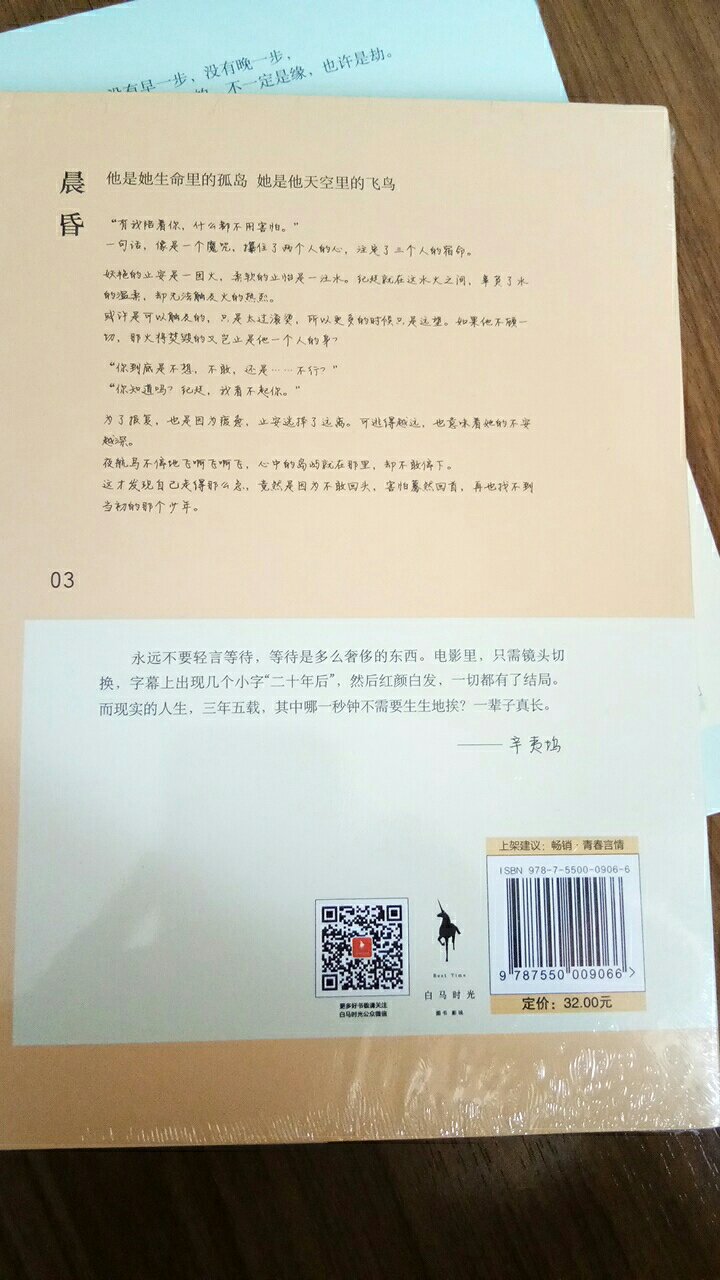 没有早一步，没有晚一步，
不一定是缘，也许是劫。
晨昏
他是她生命里的孤岛 她是他天空里的飞鸟
“有我陪着你，什么都不用害怕。”
一句话，像是一个魔咒，攥住了两个人的心，注定了三个人的宿命。
妖艳的止安是一团火，柔软的止怡是一注水。纪廷就在这水火之间，辜负了水
的温柔，却无法触及火的热烈。
或许是可以触及的，只是太过滚烫，所以更多的时候只是远望。如果他不顾一
切，那火将焚毁的又岂止是他一个人的身？
“你到底是不想，不敢，还是……不行？”
“你知道吗？纪廷，我看不起你。”
为了报复，也是因为疲惫，止安选择了远离。可逃得越远，也意味着她的不安
越深。
夜航鸟不停地飞啊飞啊飞，心中的岛屿就在那里，却不敢停下。
这才发现自己走得那么急，竟然是因为不敢回头，害怕蓦然回首，再也找不到
当初的那个少年。
03
永远不要轻言等待，等待是多么奢侈的东西。电影里，只需镜头切
换，字幕上出现几个小字“二十年后”，然后红颜白发，一切都有了结局。
而现实的人生，三年五载，其中哪一秒钟不需要生生地挨？一辈子真长。
——辛夷坞
上架建议：畅销·青春言情
ISBN 978-7-5500-0906-6
9 787550 009066 >
定价：32.00元
Best Time
白马时光
图书 影视
更多好书敬请关注
白马时光公众微信